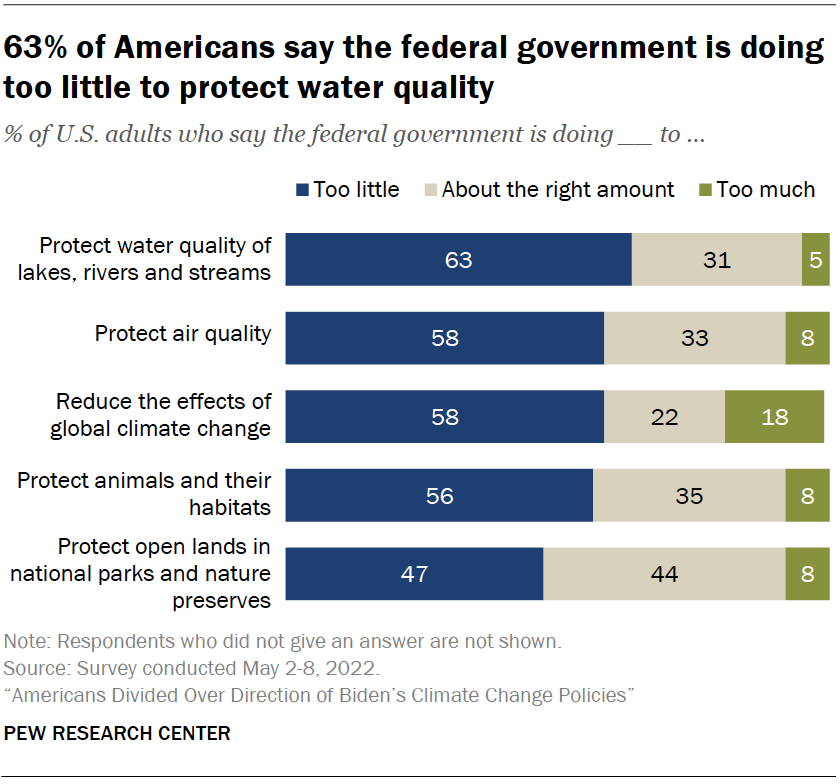 63% of Americans say the federal government is doing
too little to protect water quality
% of U.S. adults who say the federal government is doing __ to ...
Too little About the right amount Too much
Protect water quality of
lakes, rivers and streams
63 31 5
Protect air quality
58 33 8
Reduce the effects of
global climate change
58 22 18
Protect animals and their
habitats
56 35 8
Protect open lands in
national parks and nature
preserves
47 44 8
Note: Respondents who did not give an answer are not shown.
Source: Survey conducted May 2-8, 2022.
“Americans Divided Over Direction of Biden’s Climate Change Policies”
PEW RESEARCH CENTER